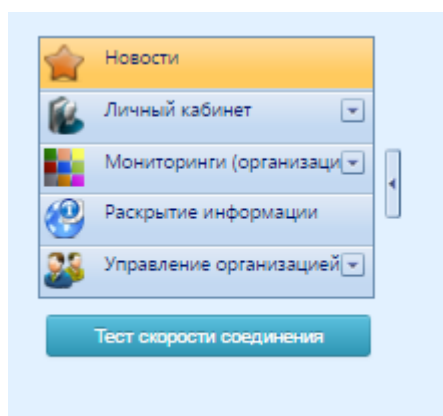 Новости
Личный кабинет
Мониторинги (организаци
Раскрытие информации
Управление организацией
Тест скорости соединения